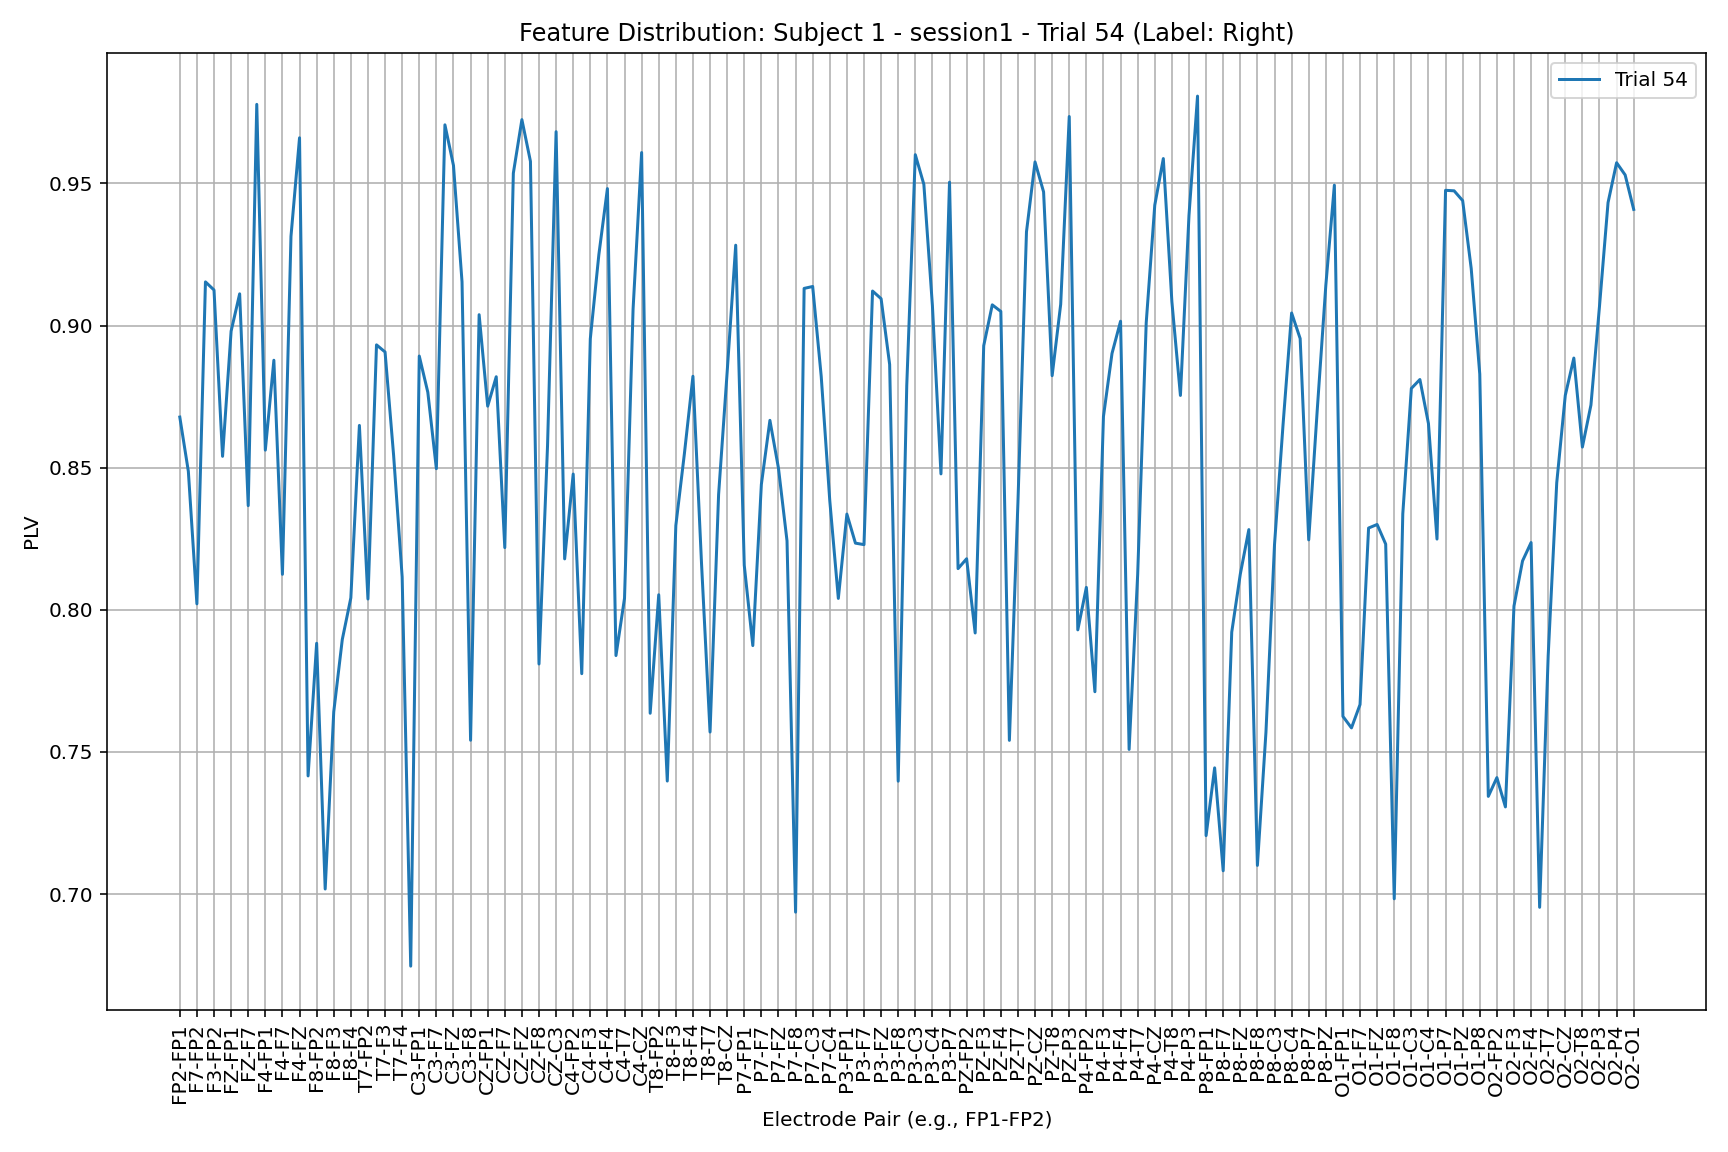 Feature Distribution: Subject 1 - session1 - Trial 54 (Label: Right)
Trial 54
PLV
0.95
0.90
0.85
0.80
0.75
0.70
FP2-FP1
F7-FP2
F3-FP2
FZ-FP1
FZ-F7
F4-FP1
F4-F7
F4-FZ
F8-FP2
F8-F3
F8-F4
T7-FP2
T7-F3
T7-F4
C3-FP1
C3-F7
C3-FZ
C3-F8
CZ-FP1
CZ-F7
CZ-FZ
CZ-F8
CZ-C3
C4-FP2
C4-F3
C4-F4
C4-T7
C4-CZ
T8-FP2
T8-F3
T8-F4
T8-T7
T8-CZ
P7-FP1
P7-F7
P7-FZ
P7-F8
P7-C3
P7-C4
P3-FP1
P3-F7
P3-FZ
P3-F8
P3-C3
P3-C4
P3-P7
PZ-FP2
PZ-F3
PZ-F4
PZ-T7
PZ-CZ
PZ-T8
PZ-P3
P4-FP2
P4-F3
P4-F4
P4-T7
P4-CZ
P4-T8
P4-P3
P8-FP1
P8-F7
P8-FZ
P8-F8
P8-C3
P8-C4
P8-P7
P8-PZ
O1-FP1
O1-F7
O1-FZ
O1-F8
O1-C3
O1-C4
O1-P7
O1-PZ
O1-P8
O2-FP2
O2-F3
O2-F4
O2-T7
O2-CZ
O2-T8
O2-P3
O2-P4
O2-O1
Electrode Pair (e.g., FP1-FP2)